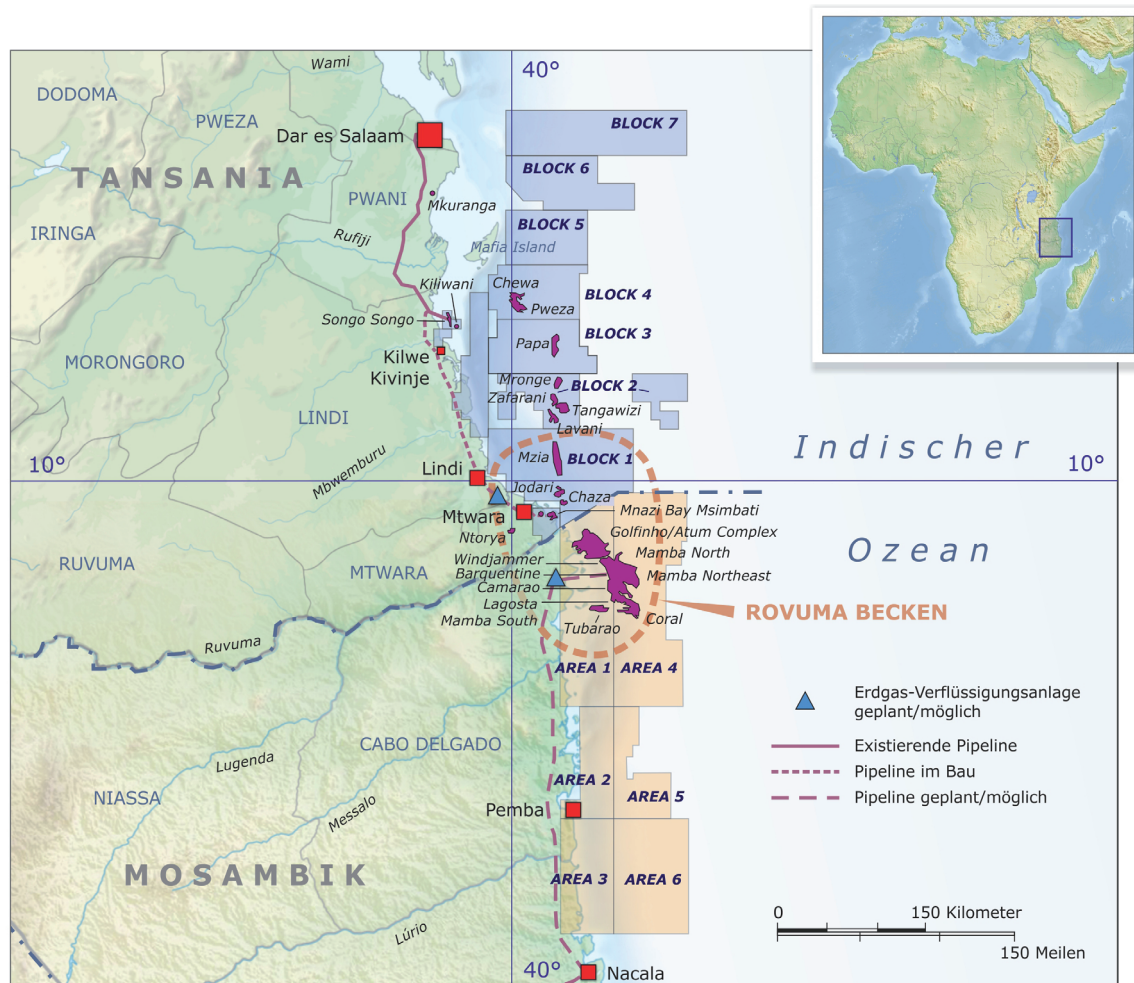 40°
Wami
DODOMA
PWEZA
BLOCK 7
Dar es Salaam
TANSANIA
BLOCK 6
PWANI
Mkuranga
IRINGA
Rufiji
BLOCK 5
Mafia Island
Kiliwani
Chewa
BLOCK 4
Pweza
Songo Songo
BLOCK 3
Papa
MORONGORO
Kilwe
Kivinje
Mronge
BLOCK 2
Zafarani
Tangawizi
LINDI
Lavani
Indischer
10°
Mbwemburu
Lindi
Mzia
BLOCK 1
10°
Jodari
Chaza
Mtwara
Mnazi Bay Msimbati
Ntorya
Golfinho/Atum Complex
Ozean
Mamba North
RUVUMA
MTWARA
Windjammer
Barquentine
Mamba Northeast
Camarao
Lagosta
Mamba South
Coral
ROVUMA BECKEN
Tubarao
Ruvuma
AREA 1
AREA 4
Erdgas-Verflüssigungsanlage
geplant/möglich
CABO DELGADO
Existierende Pipeline
Lugenda
Pipeline im Bau
NIASSA
AREA 2
AREA 5
Pipeline geplant/möglich
Messalo
Pemba
MOSAMBIK
AREA 3
AREA 6
Lúrio
0
150 Kilometer
150 Meilen
40°
Nacala